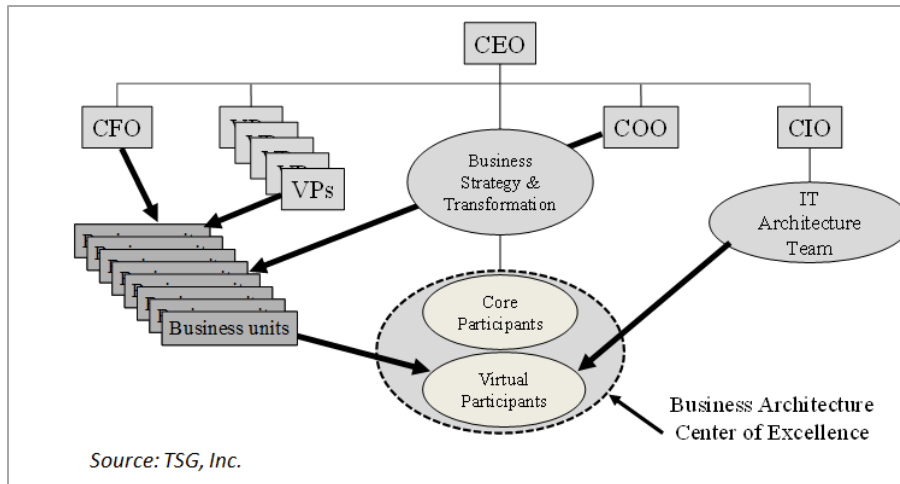 CEO
CFO
VPs
COO
CIO
Business
Strategy &
Transformation
IT
Architecture
Team
Business units
Core
Participants
Virtual
Participants
Business Architecture
Center of Excellence
Source: TSG, Inc.